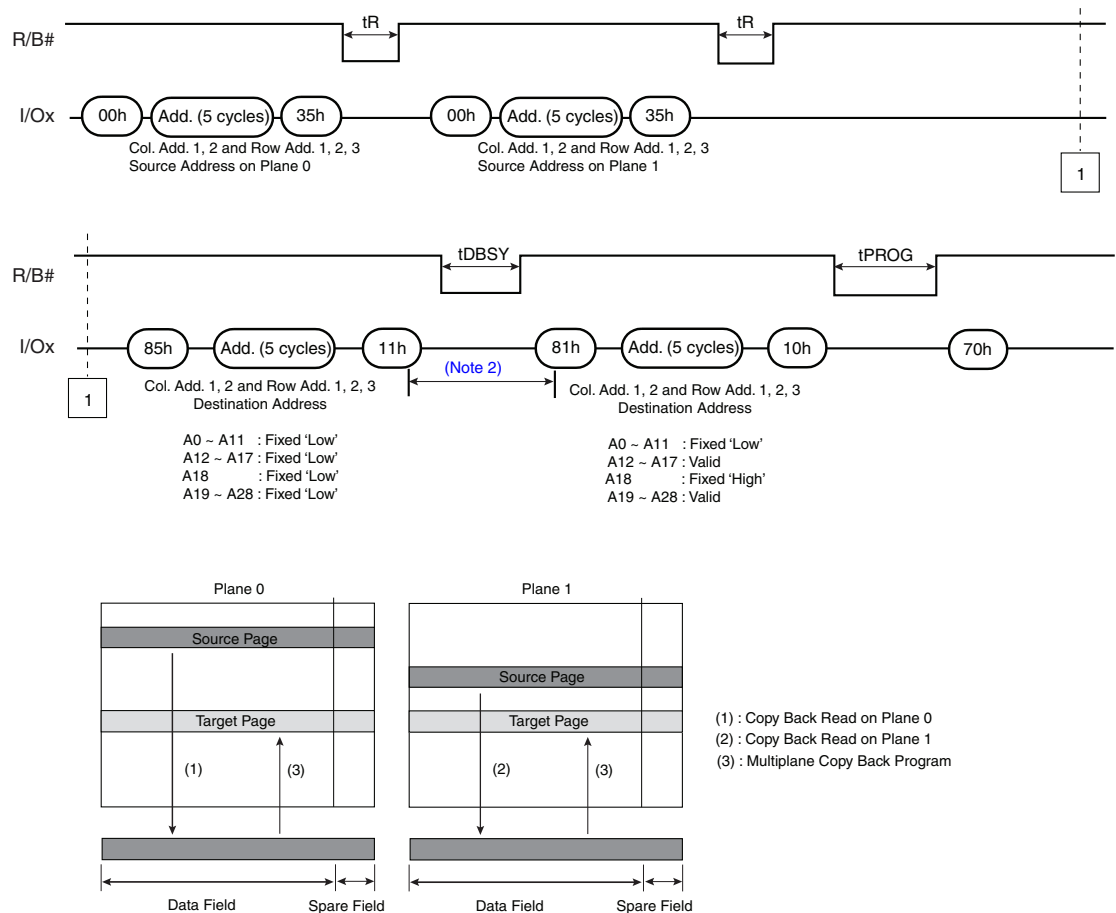 tR
tR
R/B#
I/Ox
00h
Add. (5 cycles)
35h
00h
Add. (5 cycles)
35h
Col. Add. 1, 2 and Row Add. 1, 2, 3
Source Address on Plane 0
Col. Add. 1, 2 and Row Add. 1, 2, 3
Source Address on Plane 1
1
tDBSY
tPROG
R/B#
I/Ox
85h
Add. (5 cycles)
11h
81h
Add. (5 cycles)
10h
70h
(Note 2)
1
Col. Add. 1, 2 and Row Add. 1, 2, 3
Destination Address
Col. Add. 1, 2 and Row Add. 1, 2, 3
Destination Address
A0 ~ A11 : Fixed ‘Low’
A12 ~ A17 : Fixed ‘Low’
A18 : Fixed ‘Low’
A19 ~ A28 : Fixed ‘Low’
A0 ~ A11 : Fixed ‘Low’
A12 ~ A17 : Valid
A18 : Fixed ‘High’
A19 ~ A28 : Valid
Plane 0
Source Page
Target Page
(1)
(3)
Data Field
Spare Field
Plane 1
Source Page
Target Page
(2)
(3)
Data Field
Spare Field
(1) : Copy Back Read on Plane 0
(2) : Copy Back Read on Plane 1
(3) : Multiplane Copy Back Program